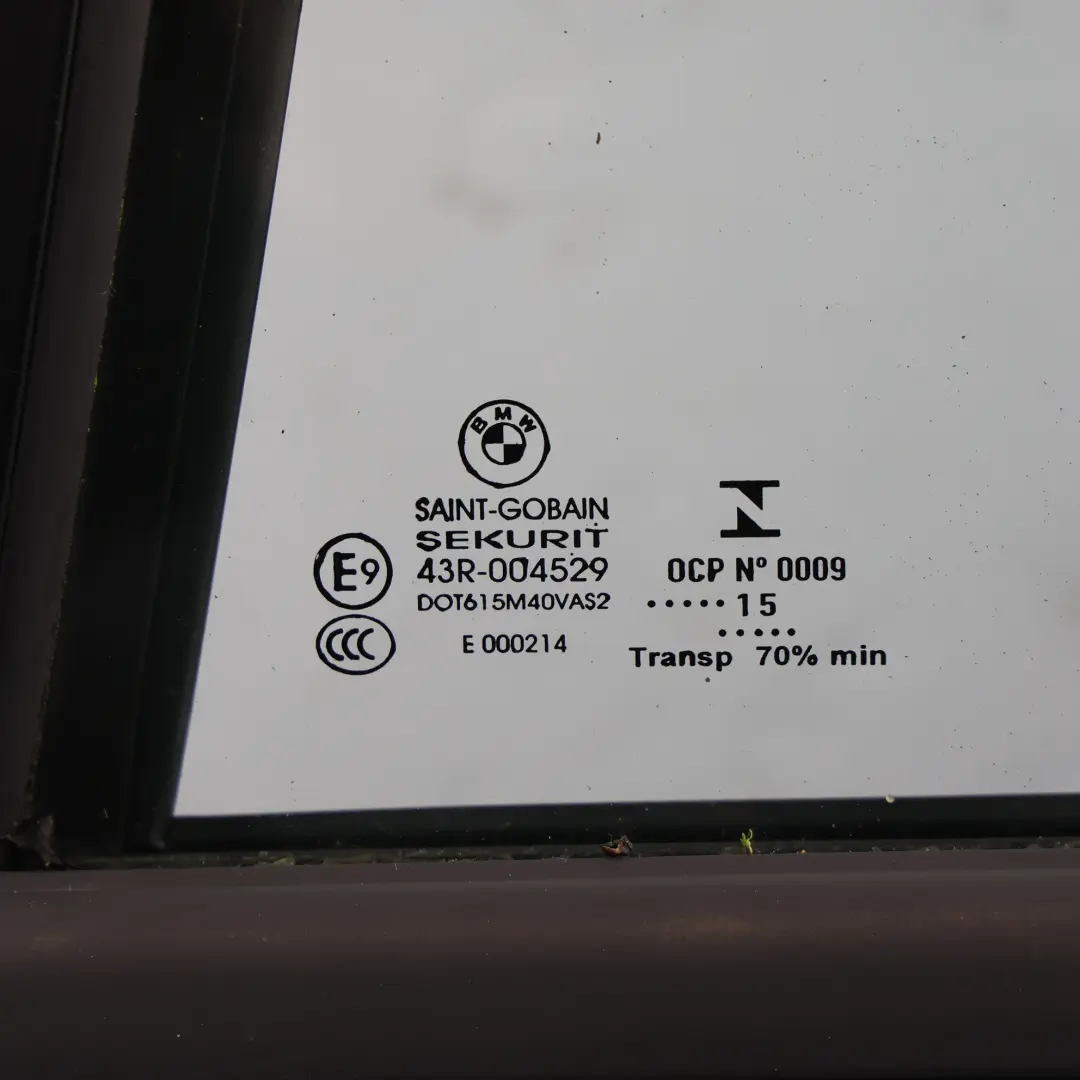 BMW
SAINT-GOBAIN
SEKURIT
E9 43R-004529
DOT615M40VAS2
CCC E 000214
N
OCP Nº 0009
.....15
.....
Transp 70% min